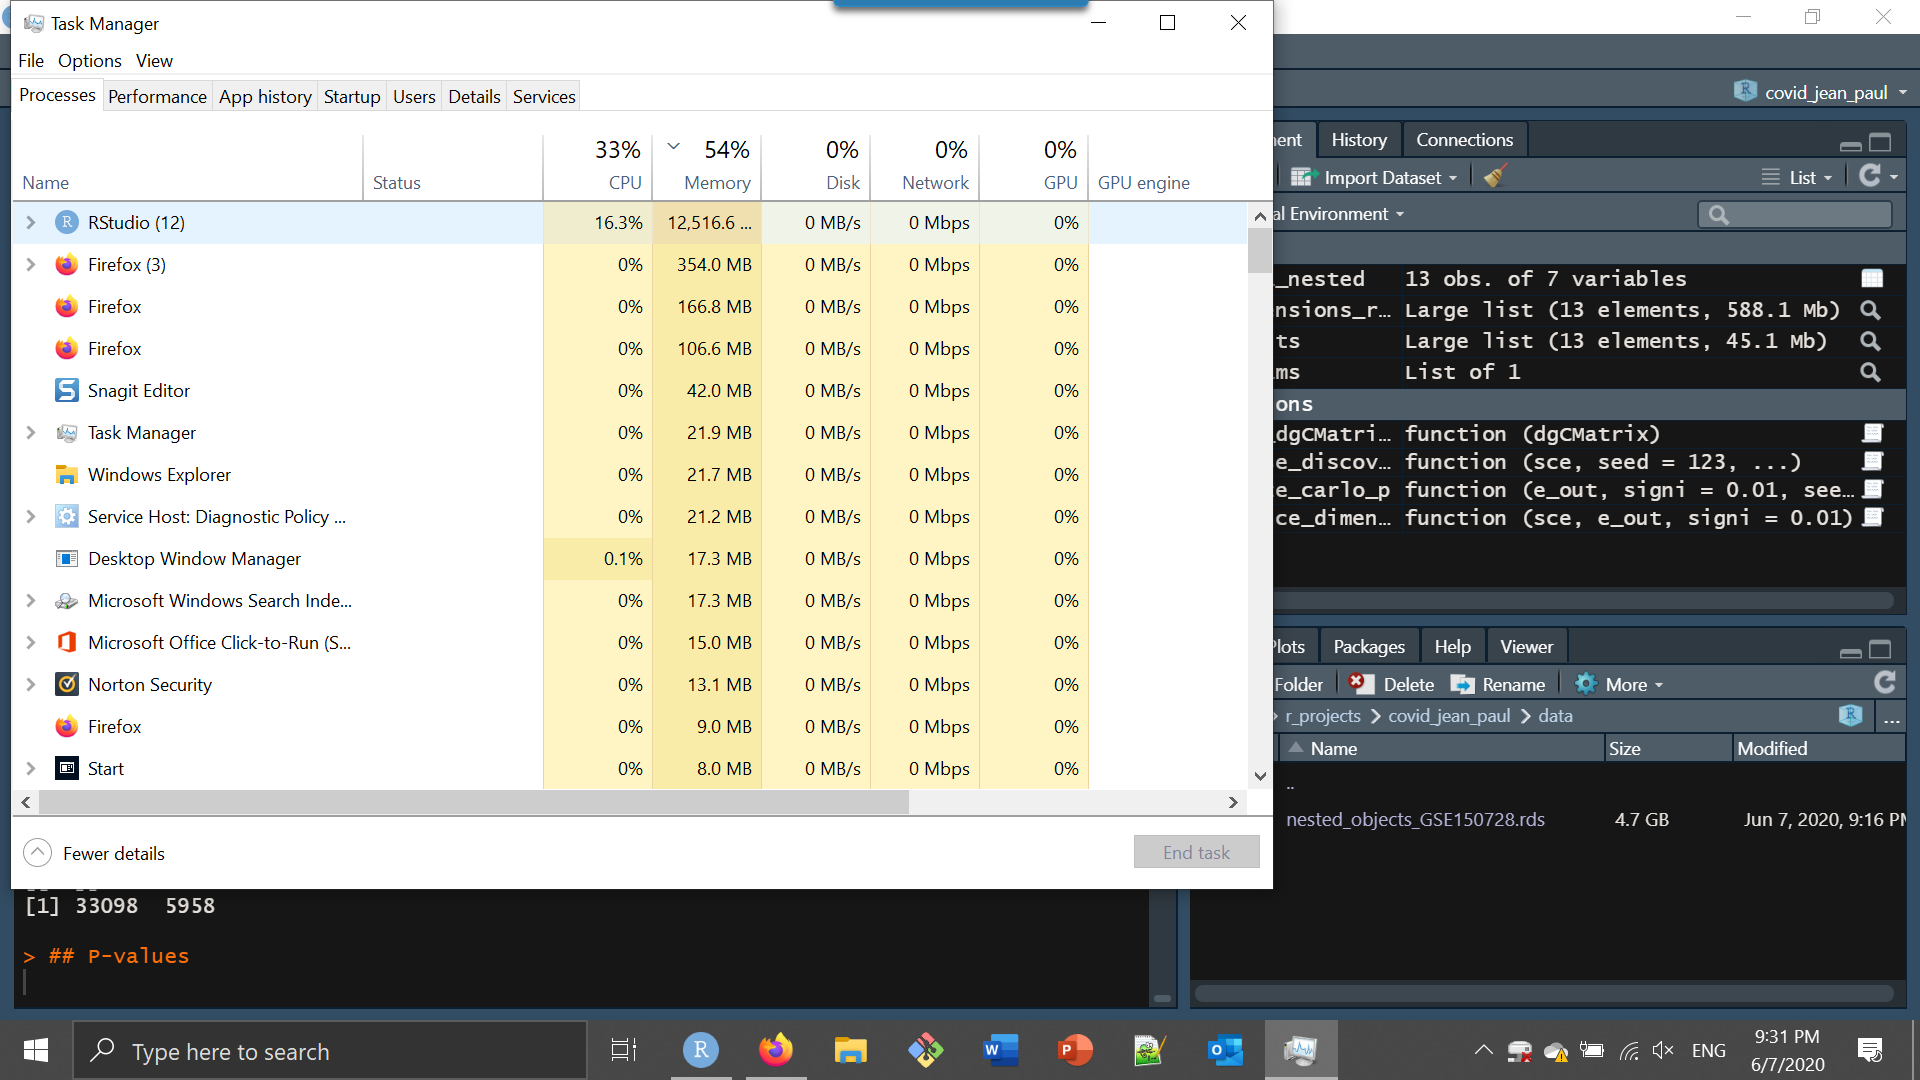 Task Manager
File Options View
Processes Performance App history Startup Users Details Services
33% 54% 0% 0% 0%
Name Status CPU Memory Disk Network GPU GPU engine
RStudio (12) 16.3% 12,516.6 ... 0 MB/s 0 Mbps 0%
Firefox (3) 0% 354.0 MB 0 MB/s 0 Mbps 0%
Firefox 0% 166.8 MB 0 MB/s 0 Mbps 0%
Firefox 0% 106.6 MB 0 MB/s 0 Mbps 0%
Snagit Editor 0% 42.0 MB 0 MB/s 0 Mbps 0%
Task Manager 0% 21.9 MB 0 MB/s 0 Mbps 0%
Windows Explorer 0% 21.7 MB 0 MB/s 0 Mbps 0%
Service Host: Diagnostic Policy ... 0% 21.2 MB 0 MB/s 0 Mbps 0%
Desktop Window Manager 0.1% 17.3 MB 0 MB/s 0 Mbps 0%
Microsoft Windows Search Inde... 0% 17.3 MB 0 MB/s 0 Mbps 0%
Microsoft Office Click-to-Run (S... 0% 15.0 MB 0 MB/s 0 Mbps 0%
Norton Security 0% 13.1 MB 0 MB/s 0 Mbps 0%
Firefox 0% 9.0 MB 0 MB/s 0 Mbps 0%
Start 0% 8.0 MB 0 MB/s 0 Mbps 0%
Fewer details End task
covid_jean_paul
ent History Connections
Import Dataset List
al Environment
_nested 13 obs. of 7 variables
nsions_r... Large list (13 elements, 588.1 Mb)
ts Large list (13 elements, 45.1 Mb)
ms List of 1
ons
dgCMatri... function (dgCMatrix)
e_discov... function (sce, seed = 123, ...)
e_carlo_p function (e_out, signi = 0.01, see...
ce_dimen... function (sce, e_out, signi = 0.01)
lots Packages Help Viewer
Folder Delete Rename More
r_projects covid_jean_paul data ...
Name Size Modified
..
nested_objects_GSE150728.rds 4.7 GB Jun 7, 2020, 9:16 PM
[1] 33098 5958
> ## P-values
Type here to search
ENG
9:31 PM
6/7/2020